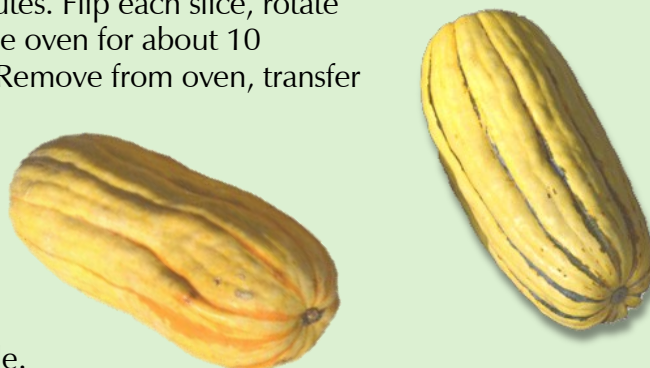 utes. Flip each slice, rotate
e oven for about 10
Remove from oven, transfer
e.